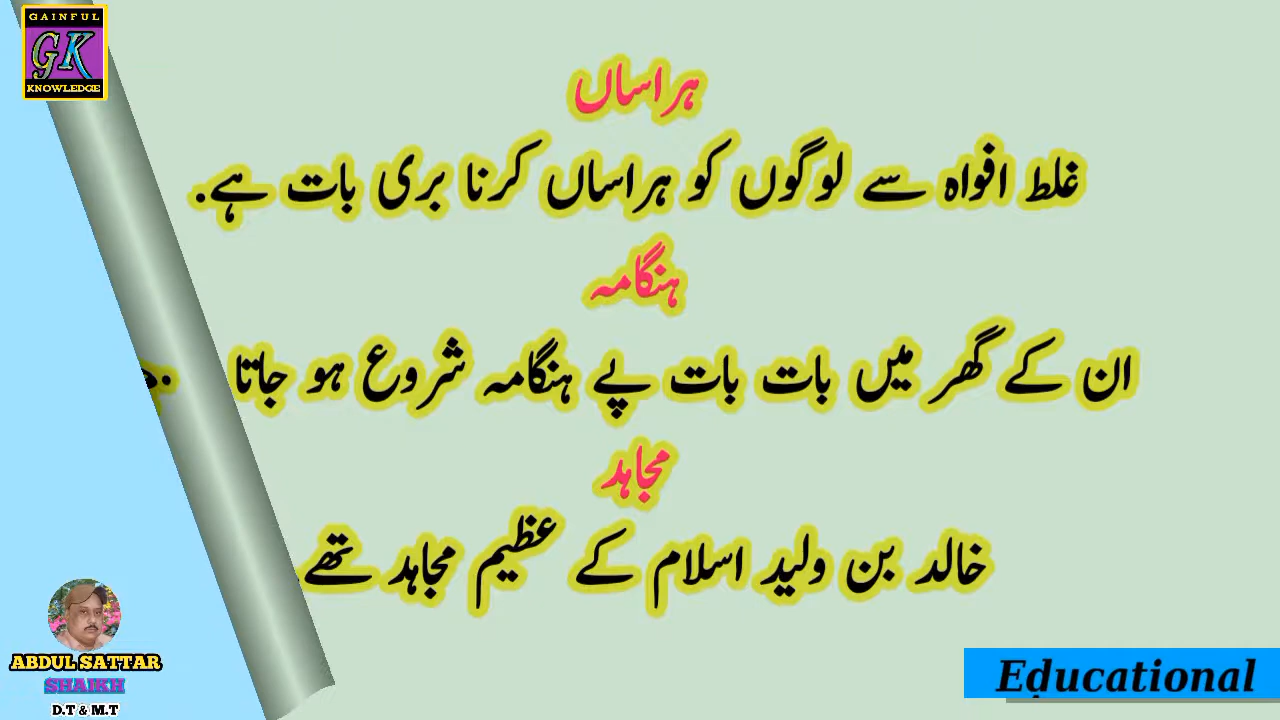 GAINFUL
GK
KNOWLEDGE
ہراساں
غلط افواہ سے لوگوں کو ہراساں کرنا بری بات ہے.
ہنگامہ
ان کے گھر میں بات بات پے ہنگامہ شروع ہو جاتا
مجاہد
خالد بن ولید اسلام کے عظیم مجاہد تھے
ABDUL SATTAR
SHAIKH
D.T & M.T
Educational